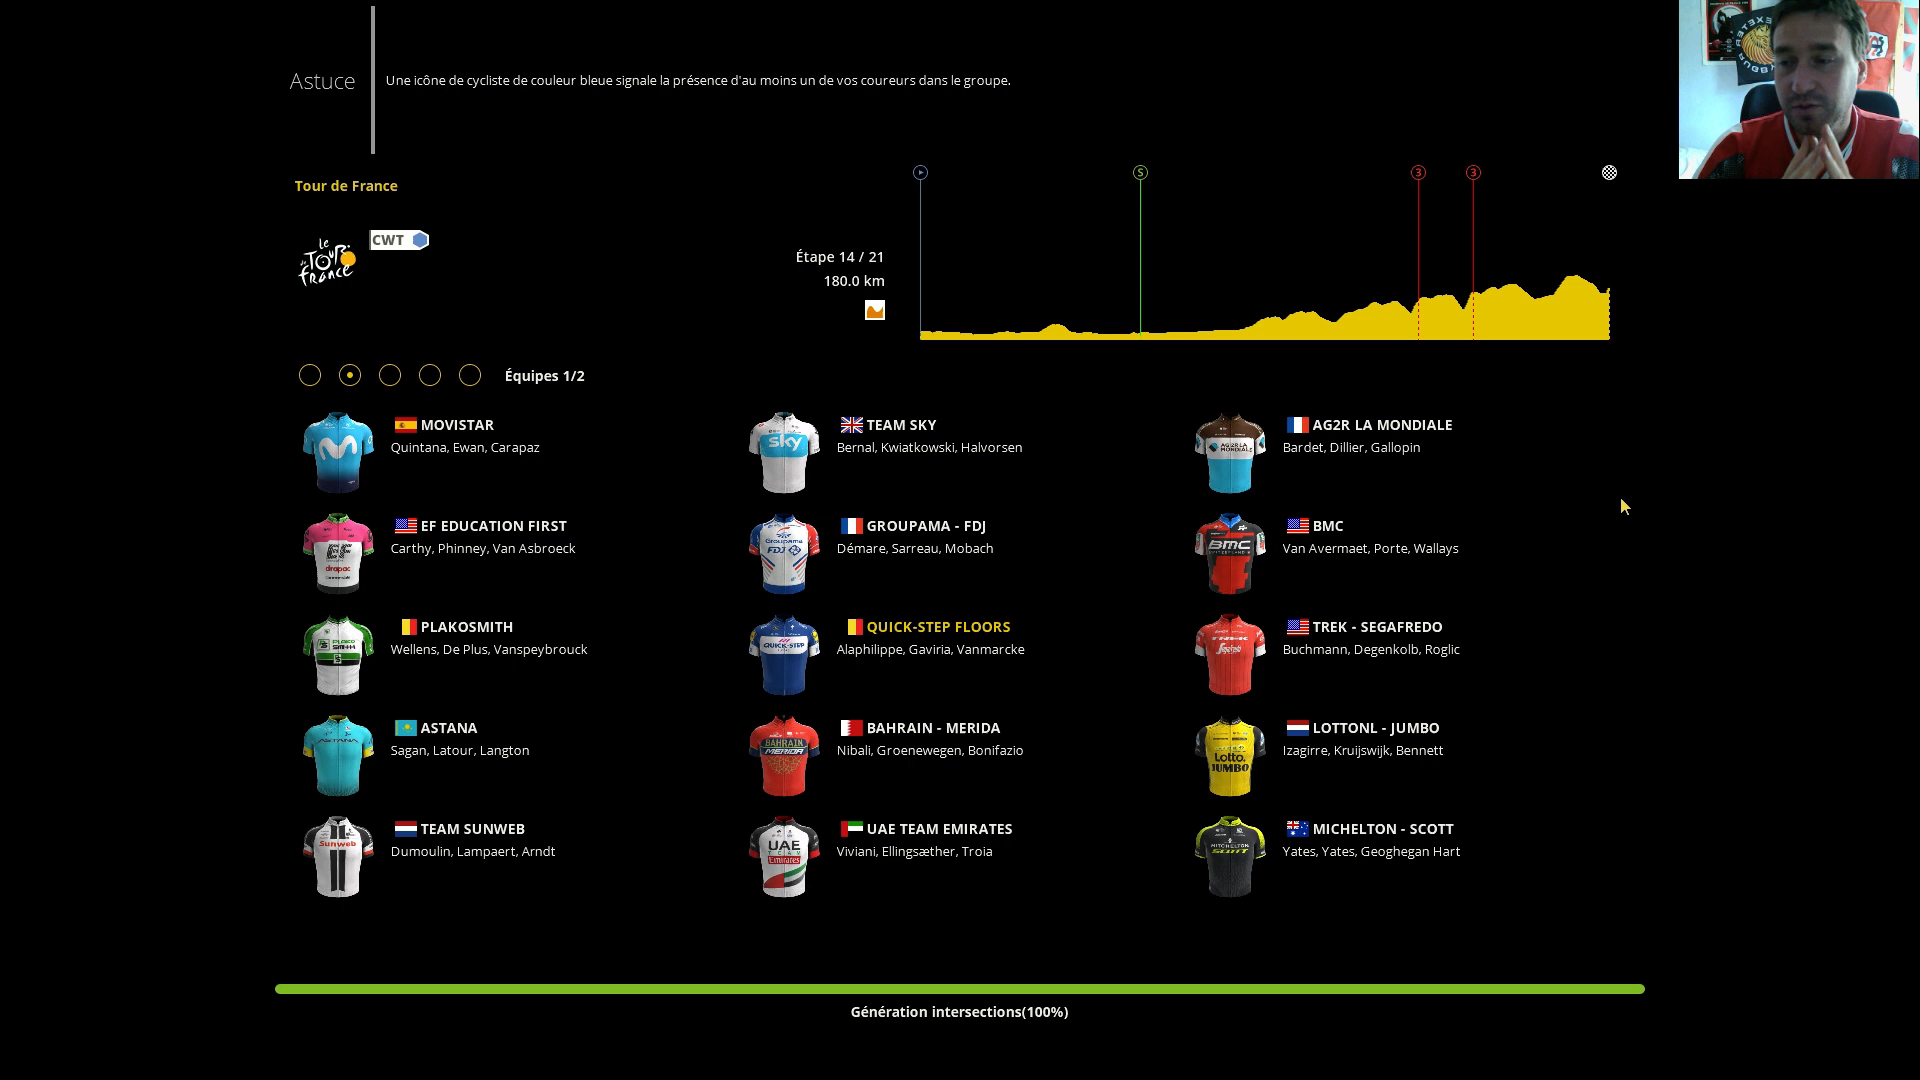 Astuce
Une icône de cycliste de couleur bleue signale la présence d'au moins un de vos coureurs dans le groupe.
Tour de France
CWT
le TOUR de france
Étape 14 / 21
180.0 km
S
3
3
Équipes 1/2
MOVISTAR
Quintana, Ewan, Carapaz
TEAM SKY
Bernal, Kwiatkowski, Halvorsen
AG2R LA MONDIALE
Bardet, Dillier, Gallopin
EF EDUCATION FIRST
Carthy, Phinney, Van Asbroeck
GROUPAMA - FDJ
Démare, Sarreau, Mobach
BMC
Van Avermaet, Porte, Wallays
PLAKOSMITH
Wellens, De Plus, Vanspeybrouck
QUICK-STEP FLOORS
Alaphilippe, Gaviria, Vanmarcke
TREK - SEGAFREDO
Buchmann, Degenkolb, Roglic
ASTANA
Sagan, Latour, Langton
BAHRAIN - MERIDA
Nibali, Groenewegen, Bonifazio
LOTTONL - JUMBO
Izagirre, Kruijswijk, Bennett
TEAM SUNWEB
Dumoulin, Lampaert, Arndt
UAE TEAM EMIRATES
Viviani, Ellingsæther, Troia
MICHELTON - SCOTT
Yates, Yates, Geoghegan Hart
Génération intersections(100%)